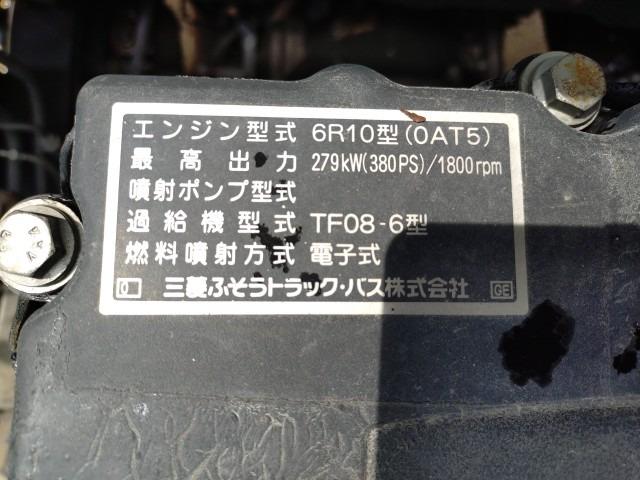 エンジン型式 6R10型(0AT5)
最高出力 279kW(380PS)/1800rpm
噴射ポンプ型式
過給機型式 TF08-6型
燃料噴射方式 電子式
三菱ふそうトラック・バス株式会社 GE